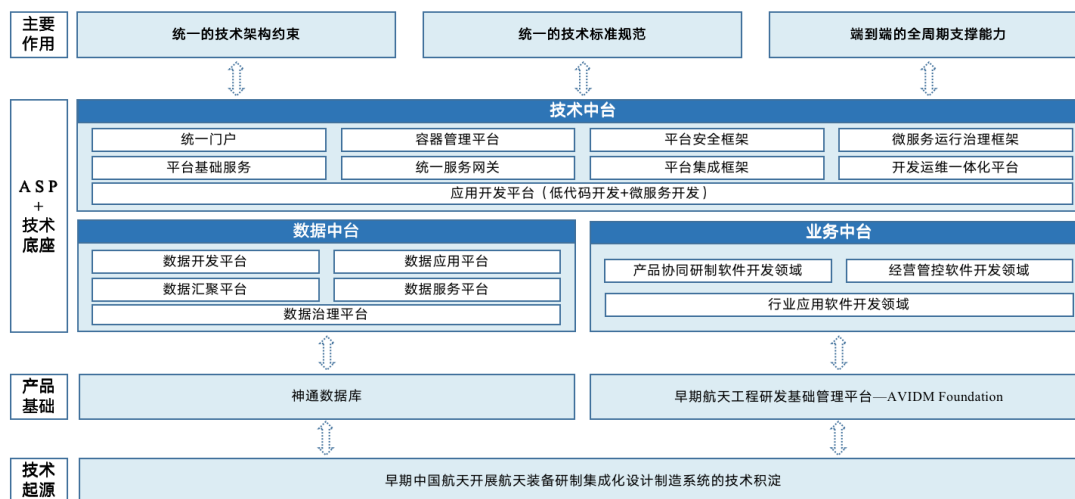 主要
作用
统一的技术架构约束
统一的技术标准规范
端到端的全周期支撑能力
ASP
+
技术
底座
技术中台
统一门户
容器管理平台
平台安全框架
微服务运行治理框架
平台基础服务
统一服务网关
平台集成框架
开发运维一体化平台
应用开发平台（低代码开发+微服务开发）
数据中台
数据开发平台
数据应用平台
数据汇聚平台
数据服务平台
数据治理平台
业务中台
产品协同研制软件开发领域
经营管控软件开发领域
行业应用软件开发领域
产品
基础
神通数据库
早期航天工程研发基础管理平台—AVIDM Foundation
技术
起源
早期中国航天开展航天装备研制集成化设计制造系统的技术积淀